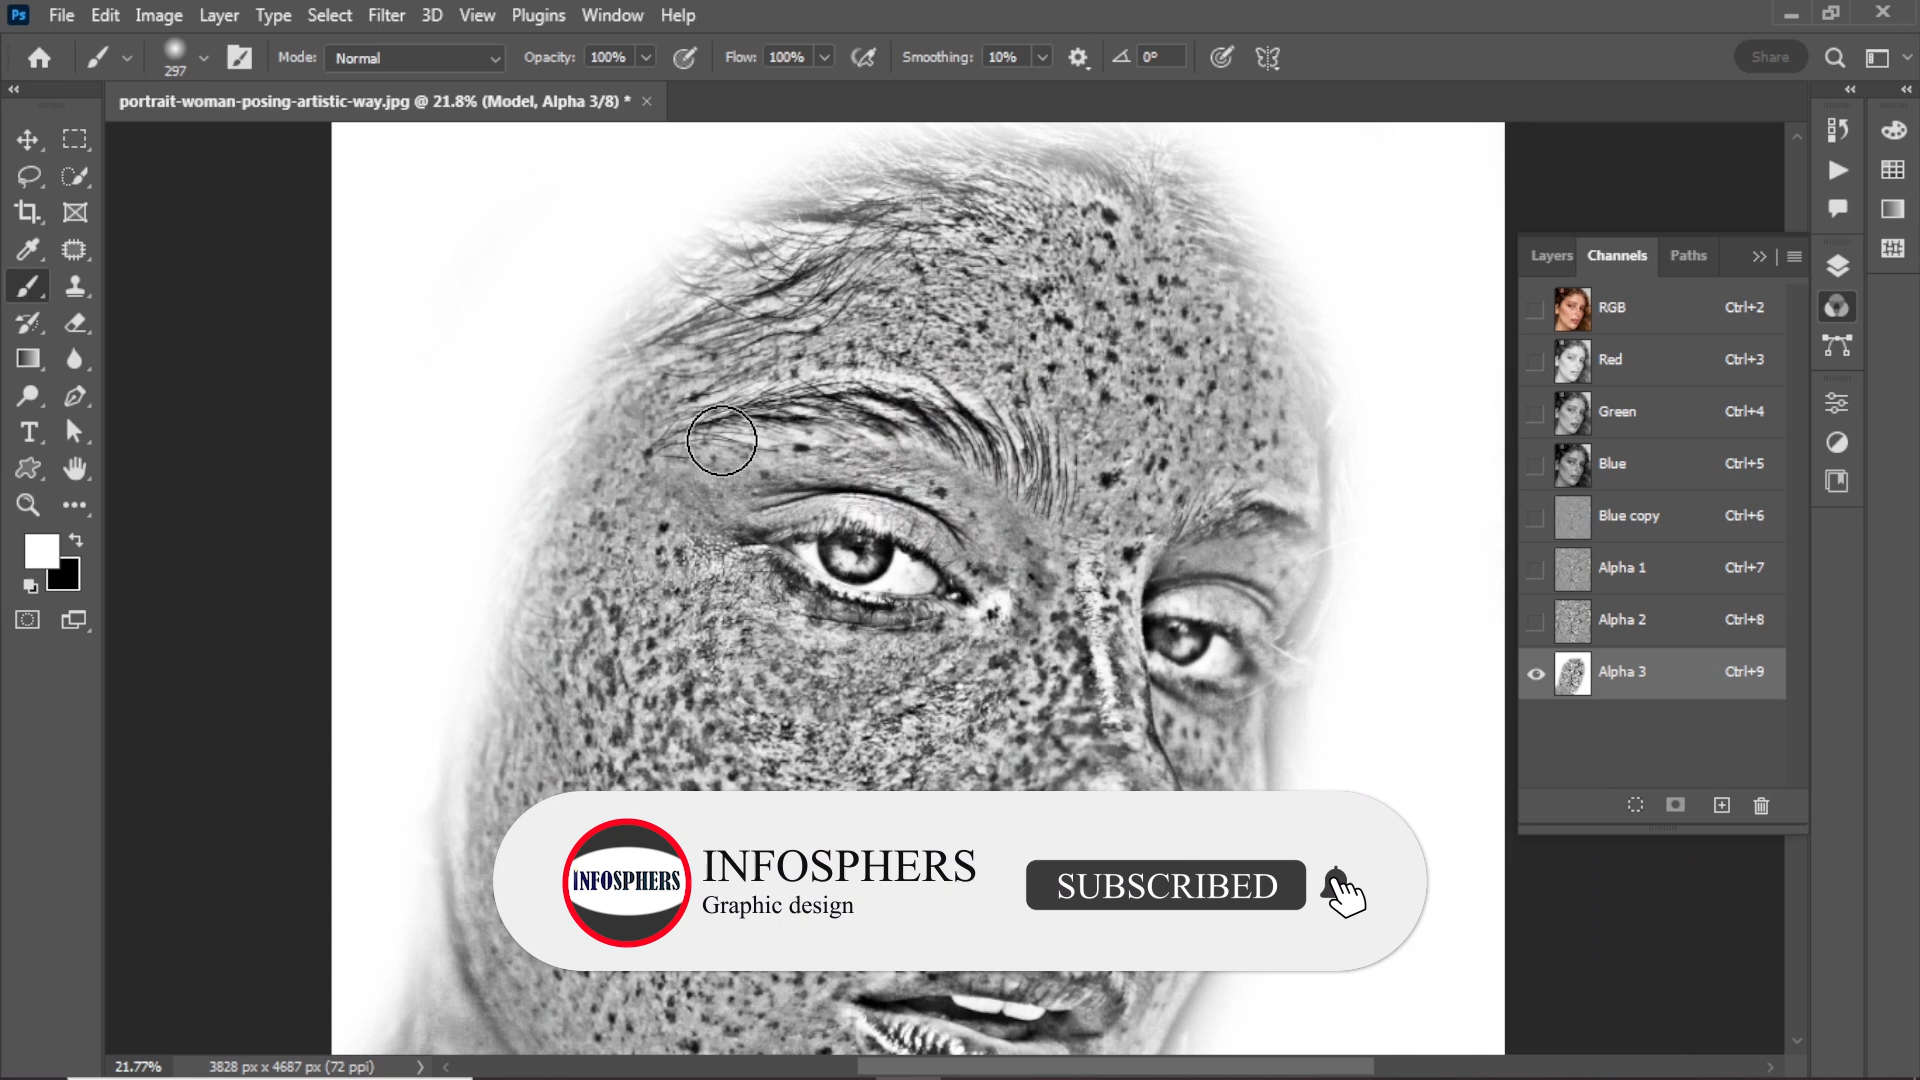 Ps File Edit Image Layer Type Select Filter 3D View Plugins Window Help
297 Mode: Normal Opacity: 100% Flow: 100% Smoothing: 10% 0° Share
portrait-woman-posing-artistic-way.jpg @ 21.8% (Model, Alpha 3/8) * ×
Layers Channels Paths
RGB Ctrl+2
Red Ctrl+3
Green Ctrl+4
Blue Ctrl+5
Blue copy Ctrl+6
Alpha 1 Ctrl+7
Alpha 2 Ctrl+8
Alpha 3 Ctrl+9
INFOSPHERS
INFOSPHERS
Graphic design
SUBSCRIBED
21.77% 3828 px x 4687 px (72 ppi)